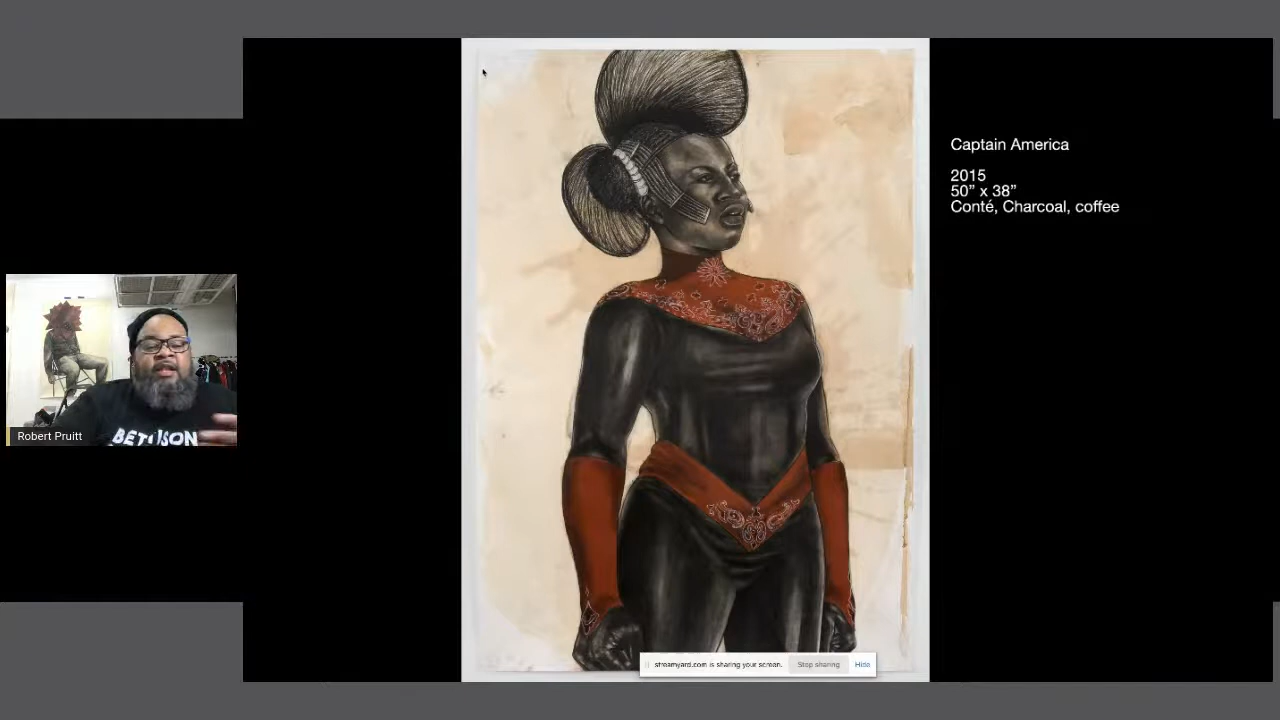 Captain America
2015
50” x 38”
Conté, Charcoal, coffee
Robert Pruitt
streamyard.com is sharing your screen. Stop sharing Hide